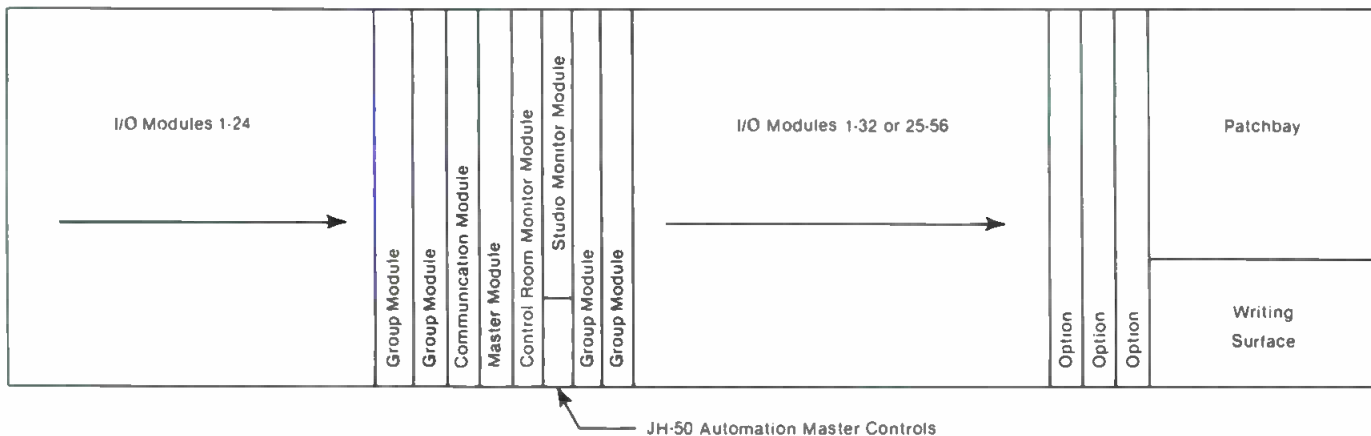 I/O Modules 1-24
Group Module
Group Module
Communication Module
Master Module
Control Room Monitor Module
Studio Monitor Module
Group Module
Group Module
I/O Modules 1-32 or 25-56
Option
Option
Option
Patchbay
Writing
Surface
JH-50 Automation Master Controls